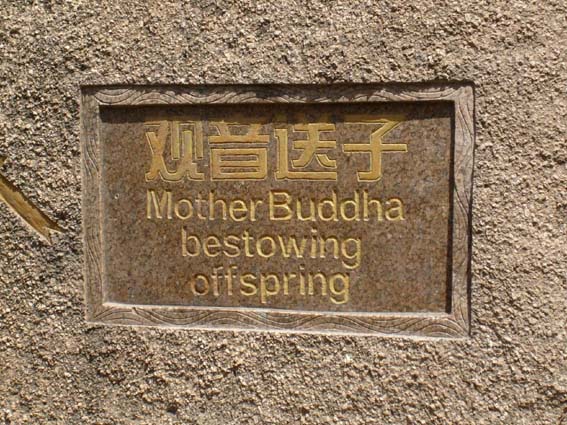 观音送子
Mother Buddha
bestowing
offspring